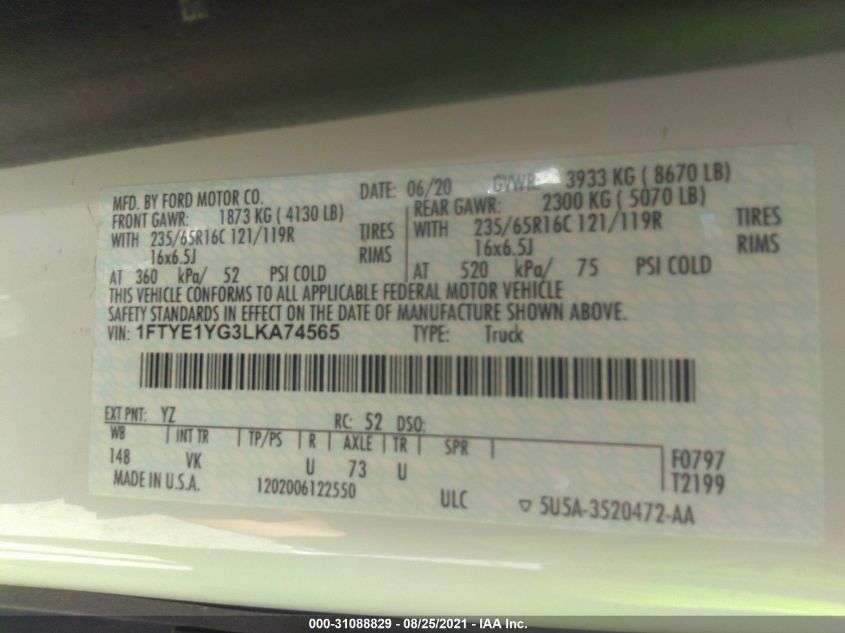 MFD. BY FORD MOTOR CO. DATE: 06/20 GVWR: 3933 KG ( 8670 LB)
FRONT GAWR: 1873 KG ( 4130 LB) REAR GAWR: 2300 KG ( 5070 LB)
WITH 235/65R16C 121/119R TIRES WITH 235/65R16C 121/119R TIRES
16x6.5J RIMS 16x6.5J RIMS
AT 360 kPa/ 52 PSI COLD AT 520 kPa/ 75 PSI COLD
THIS VEHICLE CONFORMS TO ALL APPLICABLE FEDERAL MOTOR VEHICLE
SAFETY STANDARDS IN EFFECT ON THE DATE OF MANUFACTURE SHOWN ABOVE.
VIN: 1FTYE1YG3LKA74565 TYPE: Truck
EXT PNT: YZ RC: 52 DSO:
WB INT TR TP/PS R AXLE TR SPR
148 VK U 73 U F0797
T2199
MADE IN U.S.A. 1202006122550 ULC ▽ 5U5A-3520472-AA
000-31088829 - 08/25/2021 - IAA Inc.